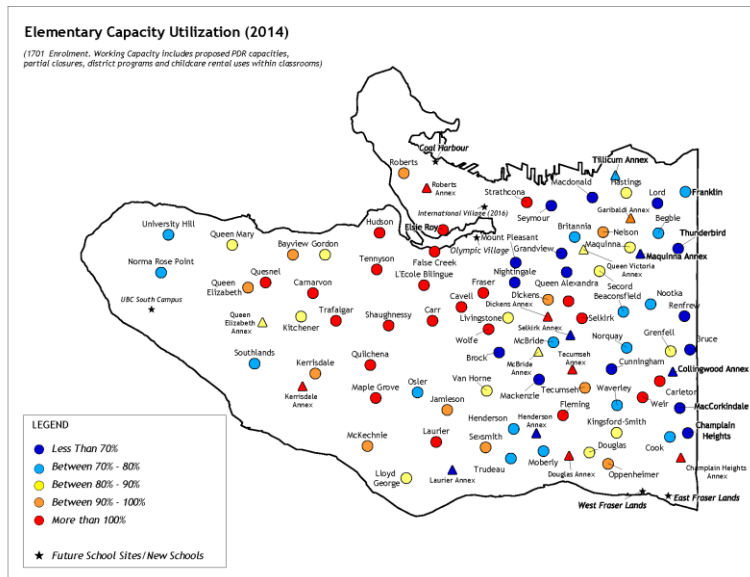 Elementary Capacity Utilization (2014)
(1701 Enrolment. Working Capacity includes proposed PDR capacities,
partial closures, district programs and childcare rental uses within classrooms)
Coal Harbour
Tillicum Annex
Roberts
Macdonald
Hastings
Roberts
Annex
Strathcona
Lord
Franklin
International Village (2016)
Seymour
Garibaldi Annex
Begbie
University Hill
Hudson
Elsie Roy
Mount Pleasant
Britannia
Nelson
Thunderbird
Queen Mary
Bayview
Gordon
Olympic Village
Grandview
Maquinna
Maquinna Annex
Norma Rose Point
Tennyson
False Creek
Nightingale
Queen Victoria
Annex
Quesnel
L'Ecole Bilingue
Queen Alexandra
Secord
Queen
Elizabeth
Carnarvon
Fraser
Dickens
Beaconsfield
Nootka
UBC South Campus
Cavell
Dickens Annex
Renfrew
Trafalgar
Shaughnessy
Carr
Livingstone
Selkirk
Queen
Elizabeth
Annex
Kitchener
Selkirk Annex
Wolfe
McBride
Norquay
Grenfell
Bruce
Southlands
Quilchena
Brock
McBride
Annex
Tecumseh
Annex
Cunningham
Collingwood Annex
Kerrisdale
Van Horne
Carleton
Kerrisdale
Annex
Maple Grove
Osler
Mackenzie
Tecumseh
Waverley
Weir
MacCorkindale
Jamieson
Fleming
Henderson
Henderson
Annex
Kingsford-Smith
Champlain
Heights
McKechnie
Laurier
Sexsmith
Douglas
Cook
Lloyd
George
Laurier Annex
Trudeau
Moberly
Douglas Annex
Oppenheimer
Champlain Heights
Annex
West Fraser Lands
East Fraser Lands
LEGEND
Less Than 70%
Between 70% - 80%
Between 80% - 90%
Between 90% - 100%
More than 100%
Future School Sites/New Schools